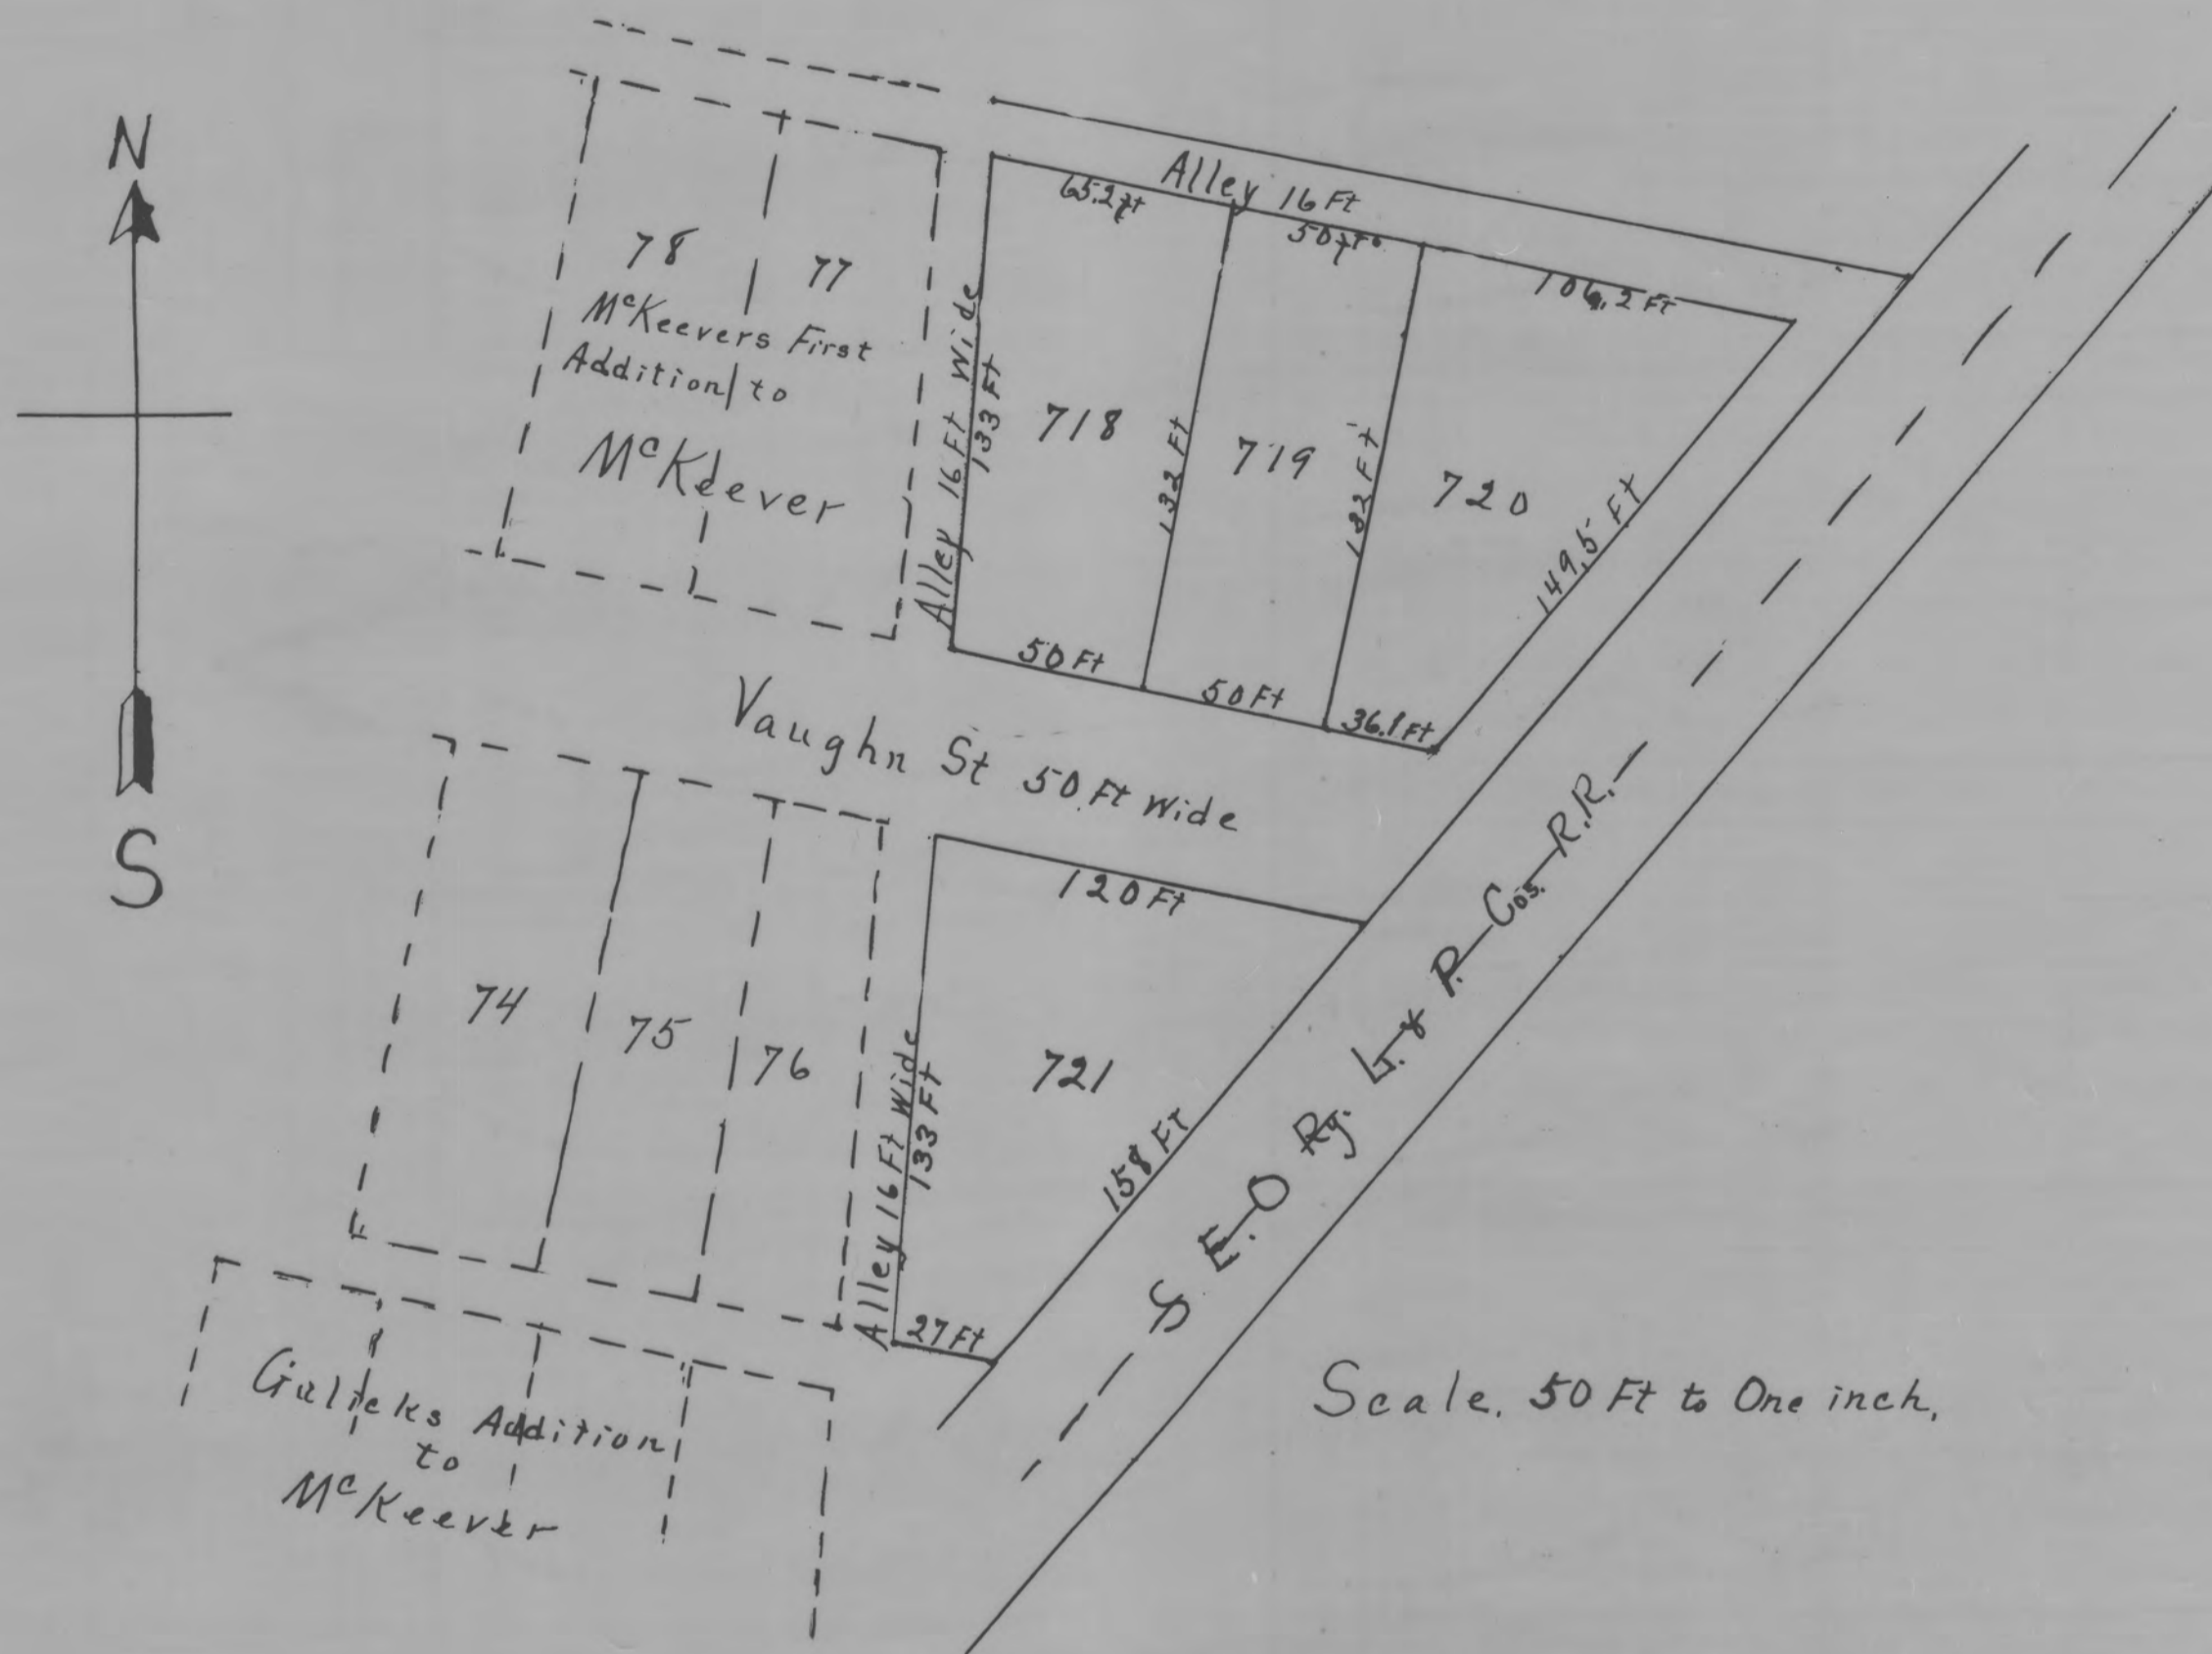 N
S
Alley 16 Ft
65.2 ft
50 ft.
106.2 Ft
78
77
McKeevers First
Addition to
McKeever
Alley 16 Ft Wide
133 Ft
718
132 Ft
719
132 Ft
720
149.5 Ft
50 Ft
50 Ft
36.1 Ft
Vaughn St 50 Ft Wide
120 Ft
74
75
76
Alley 16 Ft Wide
133 Ft
721
158 Ft
27 Ft
S. E. O Ry. L. & P. Cos. R.R.
Gulicks Addition
to
McKeever
Scale. 50 Ft to One inch.